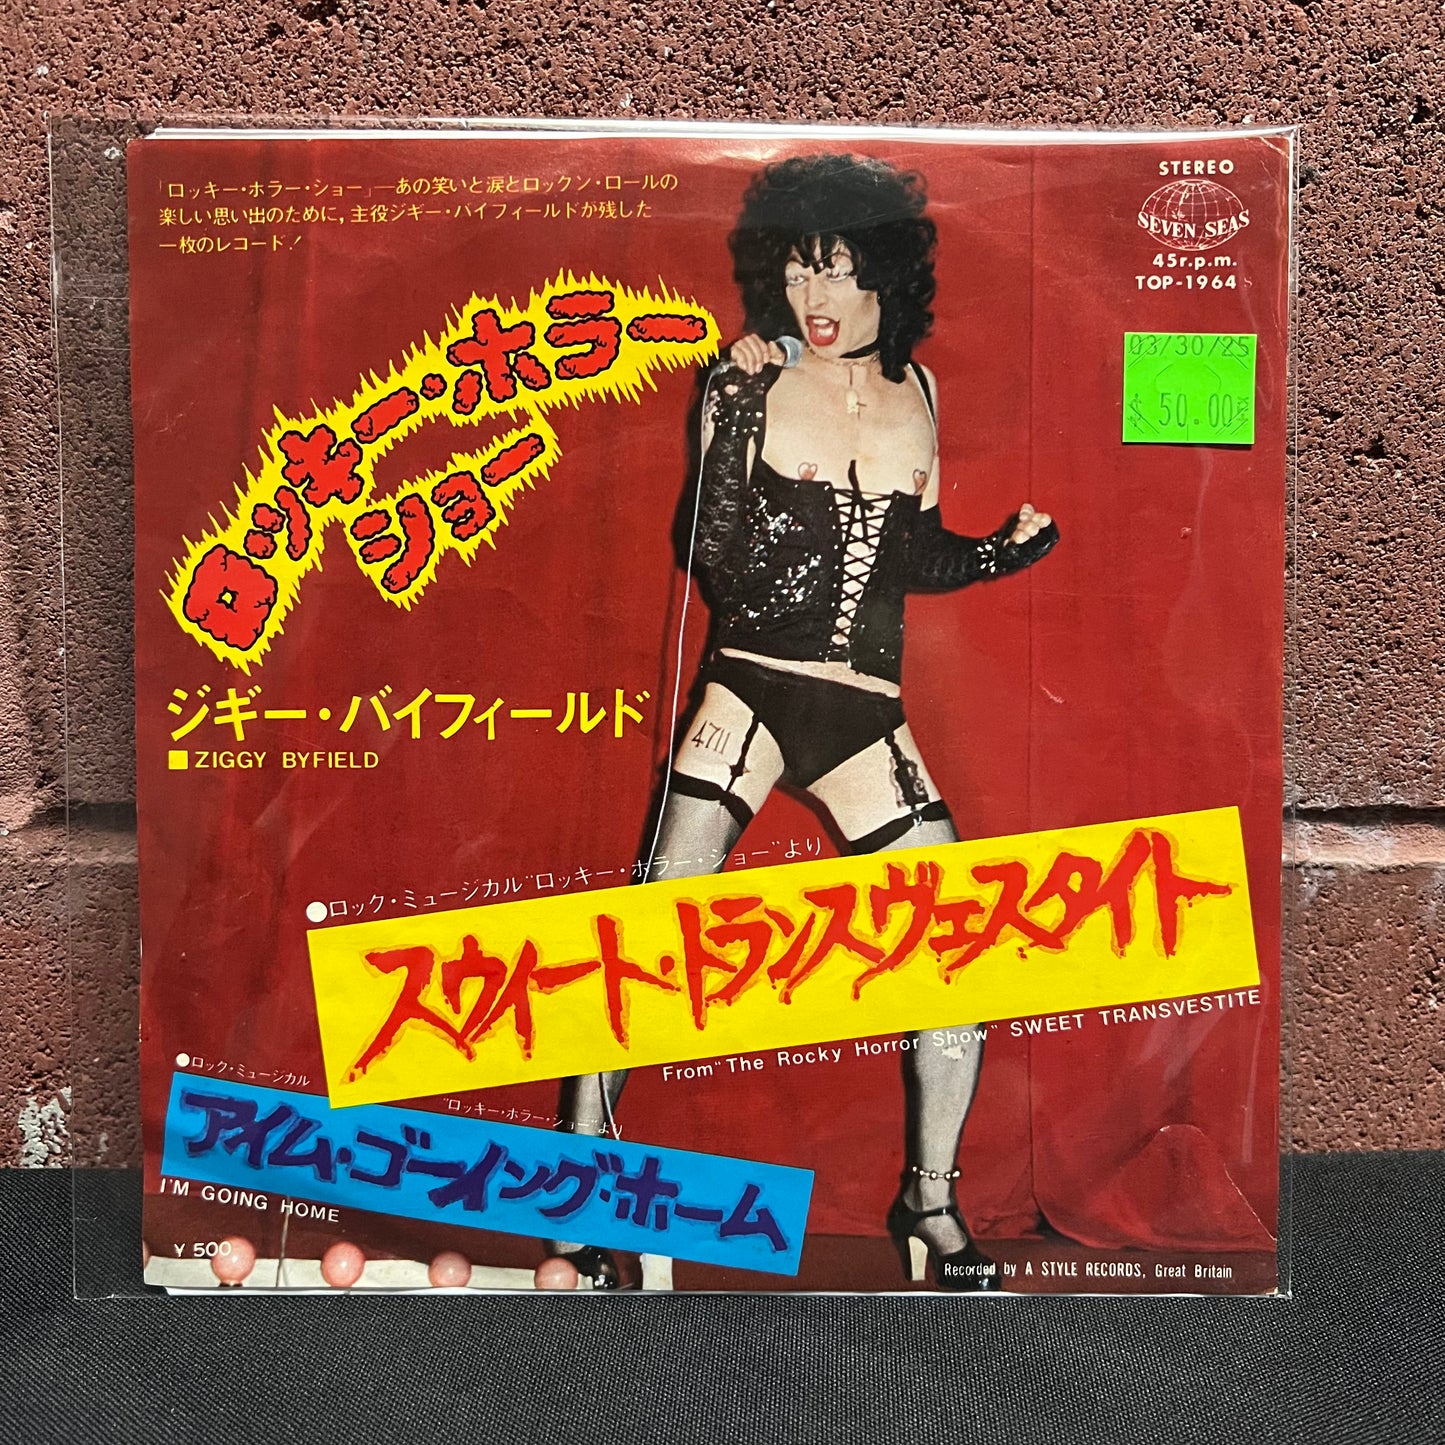 「ロッキー・ホラー・ショー」―あの笑いと涙とロックン・ロールの
楽しい思い出のために, 主役ジギー・バイフィールドが残した
一枚のレコード！
STEREO
SEVEN SEAS
45r.p.m.
TOP-1964 S
03/30/25
$ 50.00
ロッキー・ホラー
ショー
ジギー・バイフィールド
■ ZIGGY BYFIELD
4711
●ロック・ミュージカル"ロッキー・ホラー・ショー"より
スウィート・トランスヴェスタイト
From "The Rocky Horror Show" SWEET TRANSVESTITE
●ロック・ミュージカル
"ロッキー・ホラー・ショー"より
アイム・ゴーイング・ホーム
I'M GOING HOME
¥ 500
Recorded by A STYLE RECORDS, Great Britain